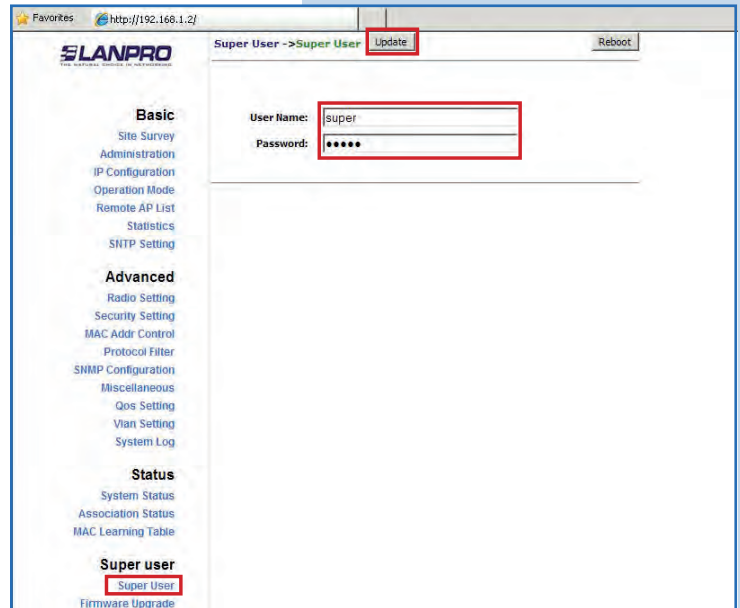 Favorites http://192.168.1.2/
LANPRO
THE NATURAL CHOICE IN NETWORKING
Super User ->Super User Update Reboot
User Name: super
Password: •••••
Basic
Site Survey
Administration
IP Configuration
Operation Mode
Remote AP List
Statistics
SNTP Setting
Advanced
Radio Setting
Security Setting
MAC Addr Control
Protocol Filter
SNMP Configuration
Miscellaneous
Qos Setting
Vlan Setting
System Log
Status
System Status
Association Status
MAC Learning Table
Super user
Super User
Firmware Upgrade